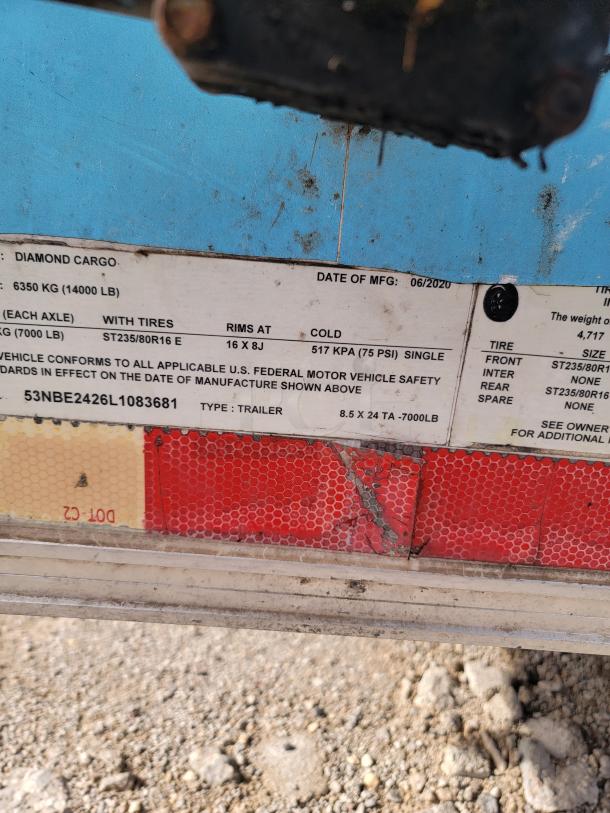 : DIAMOND CARGO
DATE OF MFG: 06/2020
: 6350 KG (14000 LB)
(EACH AXLE) WITH TIRES RIMS AT COLD
KG (7000 LB) ST235/80R16 E 16 X 8J 517 KPA (75 PSI) SINGLE
VEHICLE CONFORMS TO ALL APPLICABLE U.S. FEDERAL MOTOR VEHICLE SAFETY
DARDS IN EFFECT ON THE DATE OF MANUFACTURE SHOWN ABOVE
53NBE2426L1083681 TYPE : TRAILER 8.5 X 24 TA -7000LB
The weight o
4,717
TIRE SIZE
FRONT ST235/80R1
INTER NONE
REAR ST235/80R16
SPARE NONE
SEE OWNER
FOR ADDITIONAL
DOT-C2